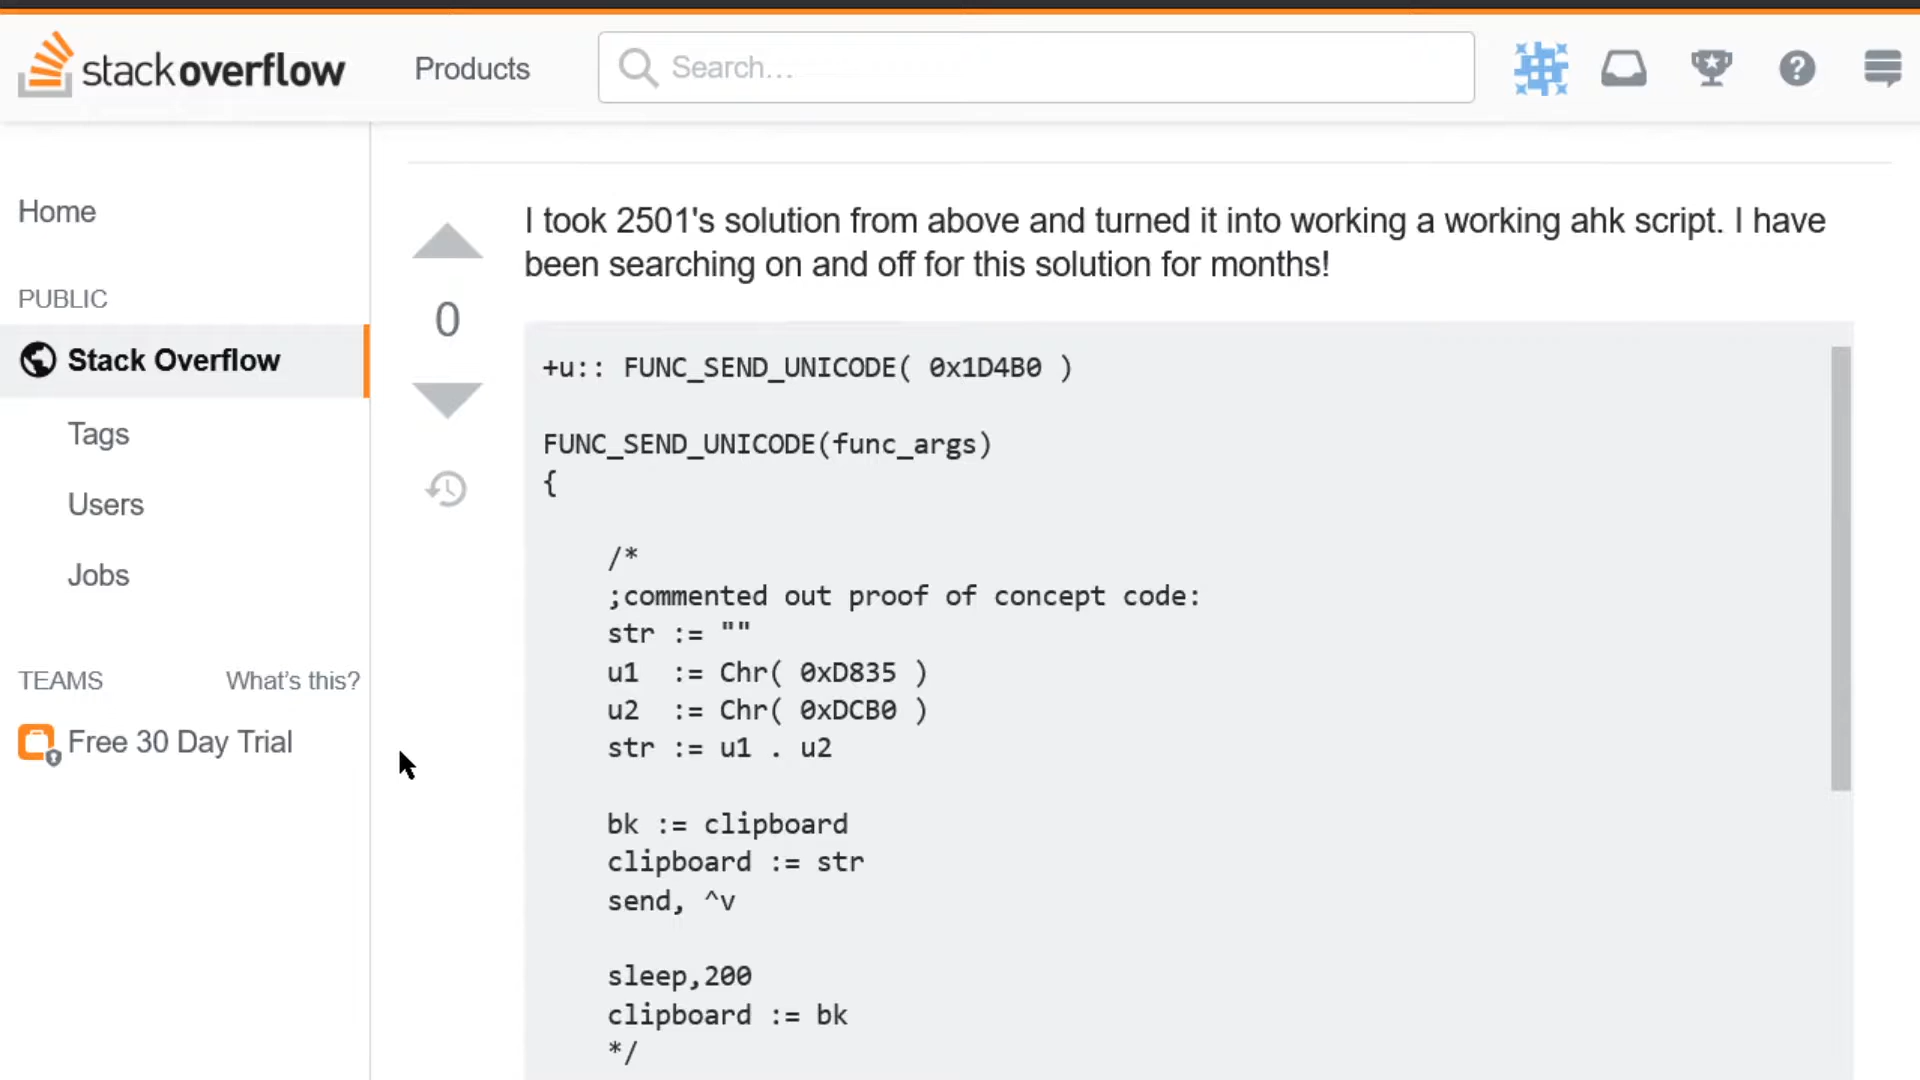 stackoverflow
Products
Search...
Home
PUBLIC
Stack Overflow
Tags
Users
Jobs
TEAMS What's this?
Free 30 Day Trial
I took 2501's solution from above and turned it into working a working ahk script. I have
been searching on and off for this solution for months!
0
+u:: FUNC_SEND_UNICODE( 0x1D4B0 )
FUNC_SEND_UNICODE(func_args)
{
/*
;commented out proof of concept code:
str := ""
u1  := Chr( 0xD835 )
u2  := Chr( 0xDCB0 )
str := u1 . u2
bk := clipboard
clipboard := str
send, ^v
sleep,200
clipboard := bk
*/